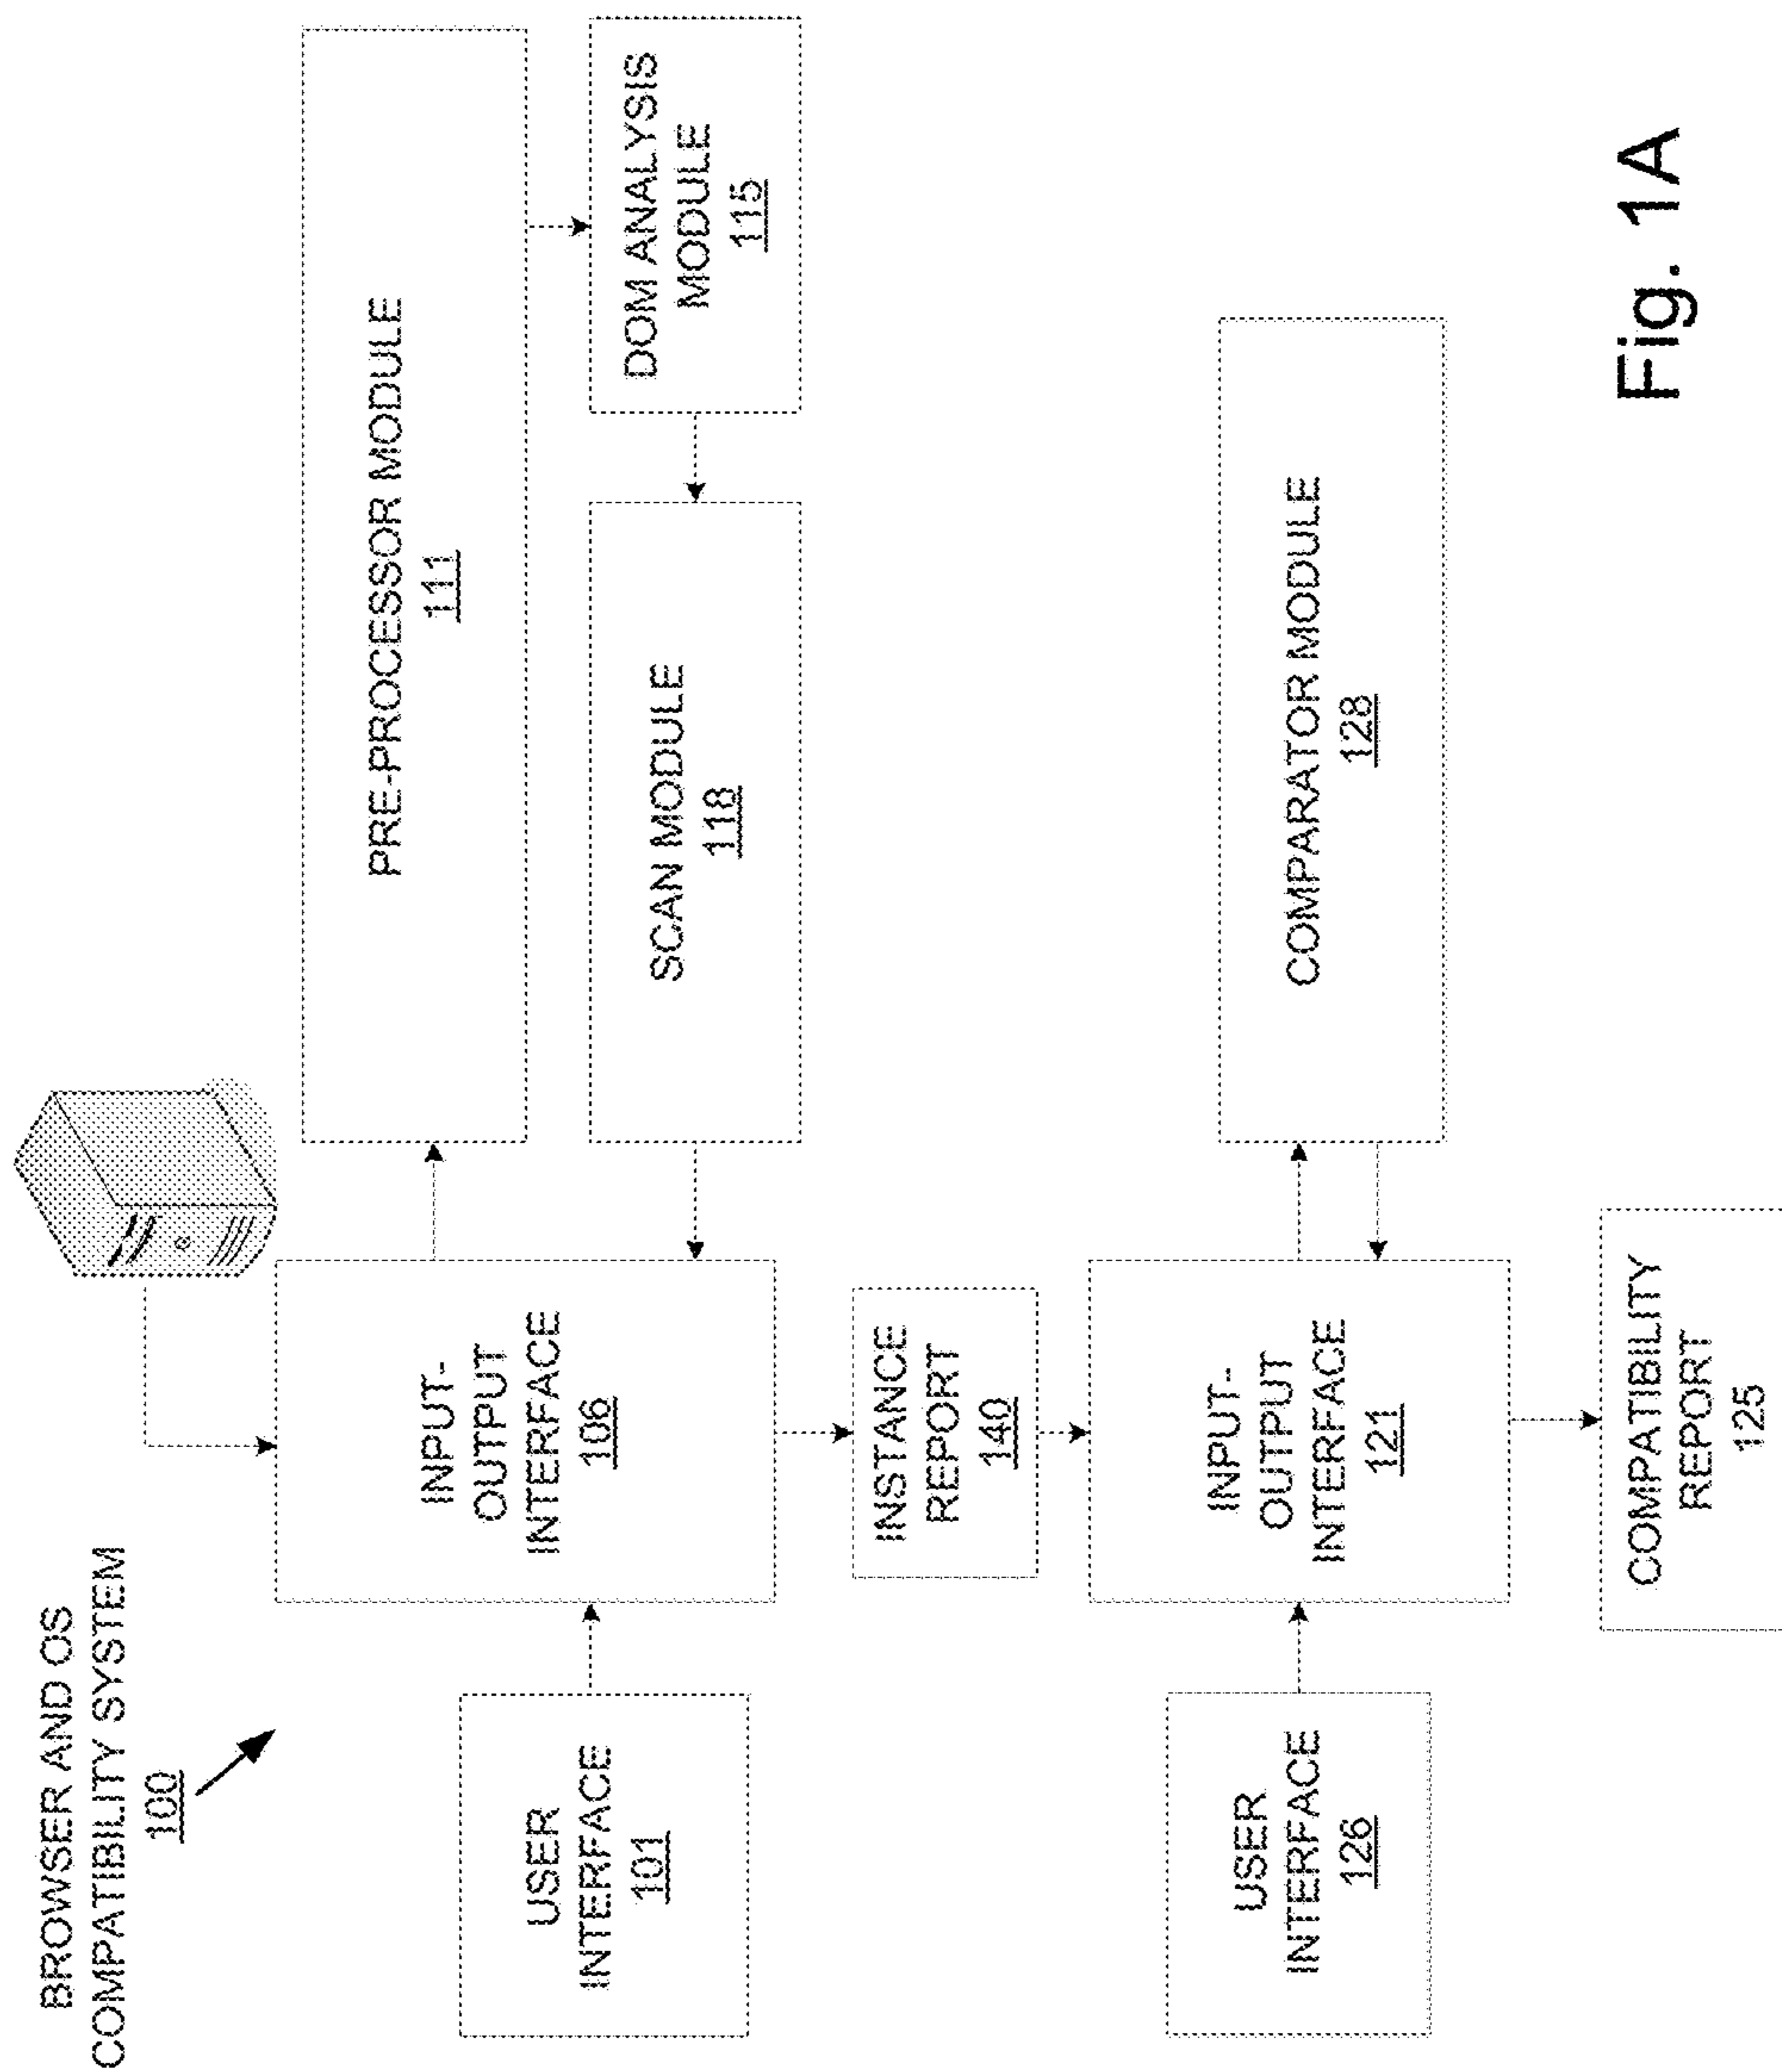 BROWSER AND OS
COMPATIBILITY SYSTEM
100
PRE-PROCESSOR MODULE
111
USER
INTERFACE
101
INPUT-
OUTPUT
INTERFACE
106
SCAN MODULE
118
DOM ANALYSIS
MODULE
115
INSTANCE
REPORT
140
USER
INTERFACE
126
INPUT-
OUTPUT
INTERFACE
121
COMPARATOR MODULE
128
COMPATIBILITY
REPORT
125
Fig. 1A